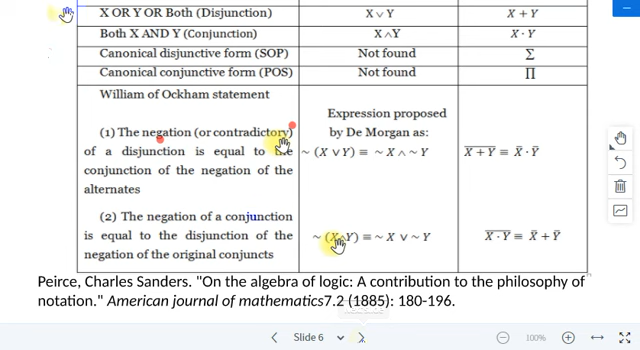 X OR Y OR Both (Disjunction) X ∨ Y X + Y
Both X AND Y (Conjunction) X ∧ Y X · Y
Canonical disjunctive form (SOP) Not found Σ
Canonical conjunctive form (POS) Not found Π
William of Ockham statement
Expression proposed
by De Morgan as:
(1) The negation (or contradictory)
of a disjunction is equal to the ~ (X ∨ Y) ≡ ~ X ∧ ~ Y X̅ ̅+̅ ̅Y̅ ≡ X̅ · Y̅
conjunction of the negation of the
alternates
(2) The negation of a conjunction
is equal to the disjunction of the ~ (X∧Y) ≡ ~ X ∨ ~ Y X̅ ̅·̅ ̅Y̅ ≡ X̅ + Y̅
negation of the original conjuncts
Peirce, Charles Sanders. "On the algebra of logic: A contribution to the philosophy of
notation." American journal of mathematics7.2 (1885): 180-196.
Slide 6 100%